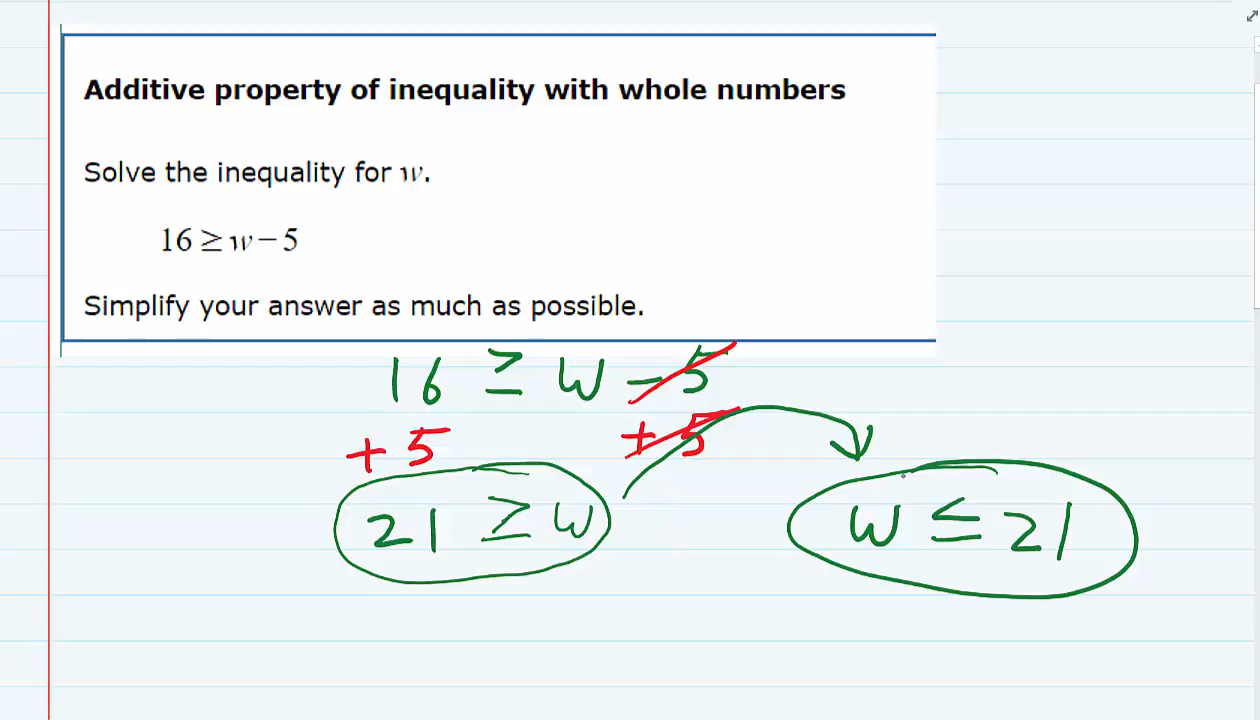 Additive property of inequality with whole numbers
Solve the inequality for w.
16 ≥ w − 5
Simplify your answer as much as possible.
16 ≥ w − 5
+ 5 + 5
21 ≥ w
w ≤ 21